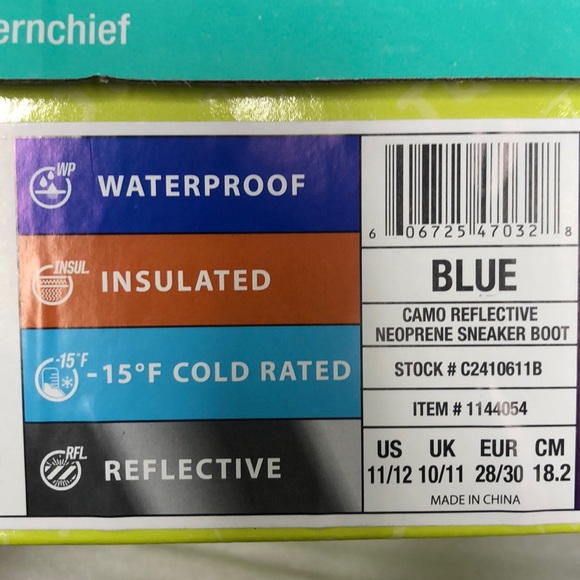 ernchief
WP
WATERPROOF
INSUL
INSULATED
-15°F
-15°F COLD RATED
RFL
REFLECTIVE
6 06725 47032 8
BLUE
CAMO REFLECTIVE
NEOPRENE SNEAKER BOOT
STOCK # C2410611B
ITEM # 1144054
US UK EUR CM
11/12 10/11 28/30 18.2
MADE IN CHINA